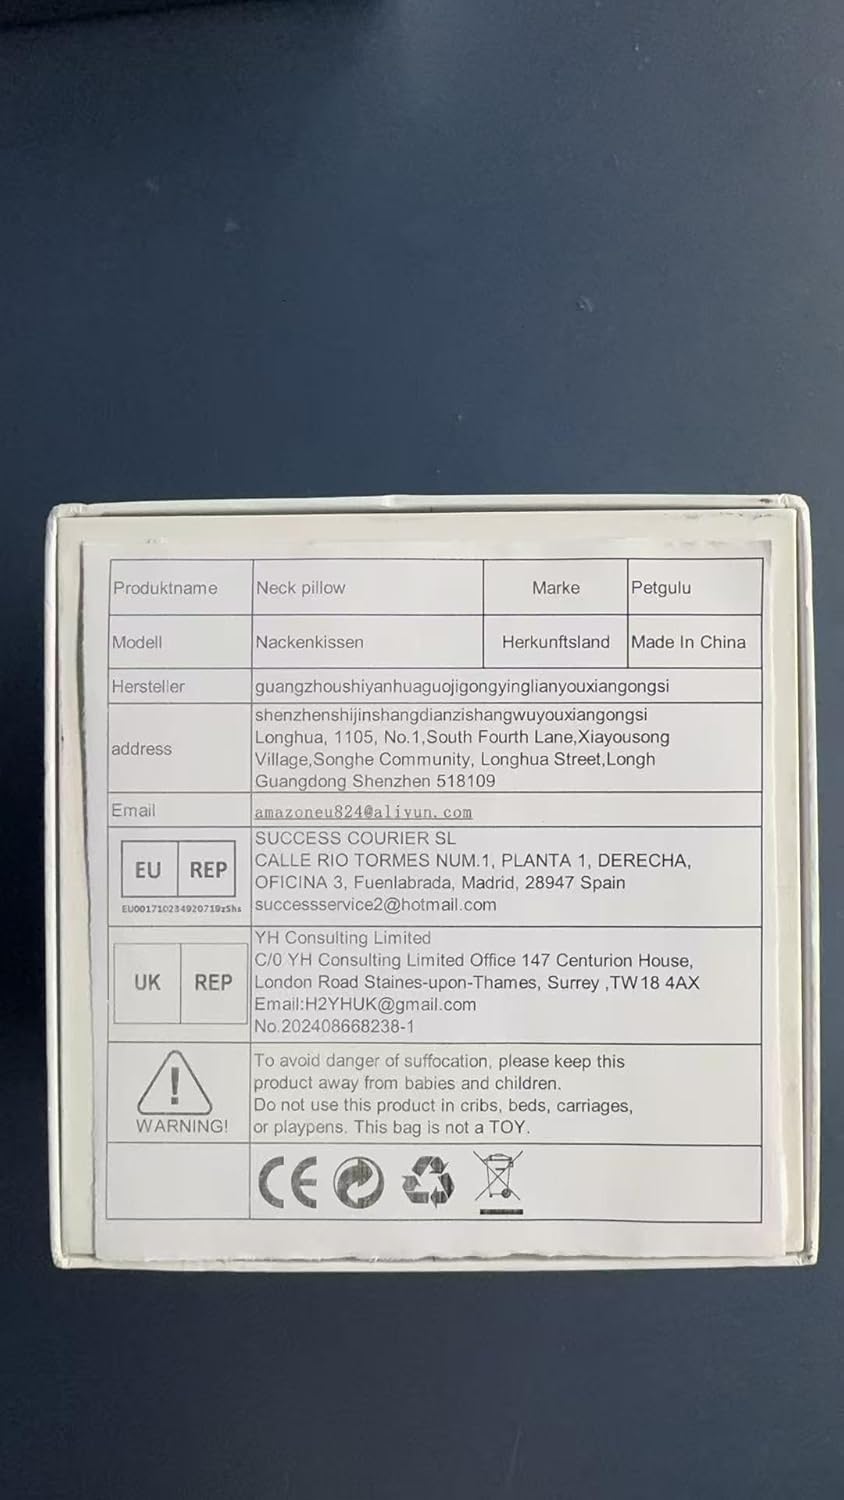 Produktname Neck pillow Marke Petgulu
Modell Nackenkissen Herkunftsland Made In China
Hersteller guangzhoushiyanhuaguojigongyinglianyouxiangongsi
address
shenzhenshijinshangdianzishangwuyouxiangongsi
Longhua, 1105, No.1,South Fourth Lane,Xiayousong
Village,Songhe Community, Longhua Street,Longh
Guangdong Shenzhen 518109
Email amazoneu824@aliyun.com
EU REP
EU001710234920719zShs
SUCCESS COURIER SL
CALLE RIO TORMES NUM.1, PLANTA 1, DERECHA,
OFICINA 3, Fuenlabrada, Madrid, 28947 Spain
successservice2@hotmail.com
UK REP
YH Consulting Limited
C/0 YH Consulting Limited Office 147 Centurion House,
London Road Staines-upon-Thames, Surrey ,TW18 4AX
Email:H2YHUK@gmail.com
No.202408668238-1
! WARNING!
To avoid danger of suffocation, please keep this
product away from babies and children.
Do not use this product in cribs, beds, carriages,
or playpens. This bag is not a TOY.
CE